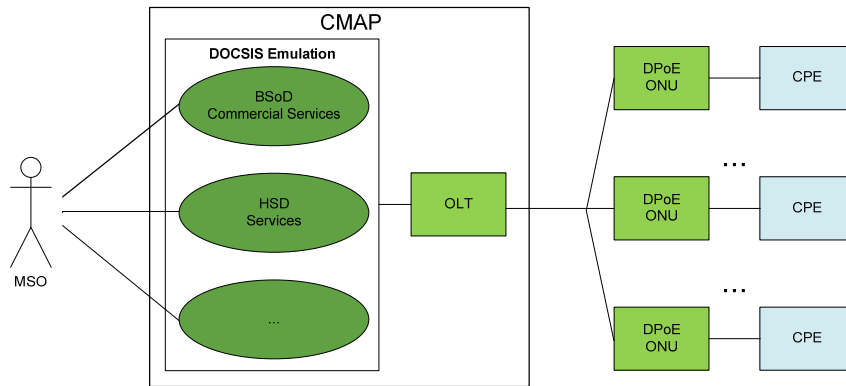 CMAP
DOCSIS Emulation
BSoD
Commercial Services
HSD
Services
...
MSO
OLT
DPoE
ONU
CPE
...
DPoE
ONU
CPE
...
DPoE
ONU
CPE